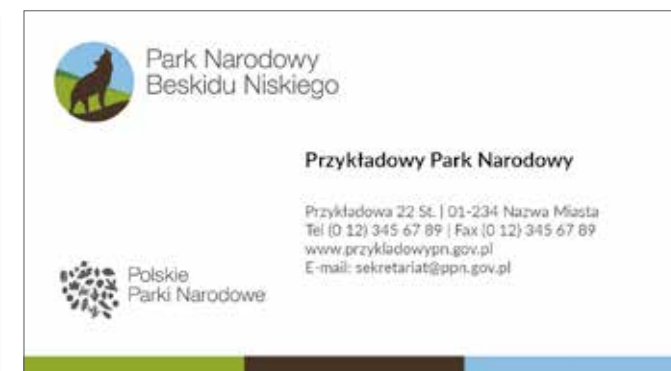 Park Narodowy
Beskidu Niskiego
Przykładowy Park Narodowy
Przykładowa 22 St. | 01-234 Nazwa Miasta
Tel (0 12) 345 67 89 | Fax (0 12) 345 67 89
www.przykladowypn.gov.pl
E-mail: sekretariat@ppn.gov.pl
Polskie
Parki Narodowe